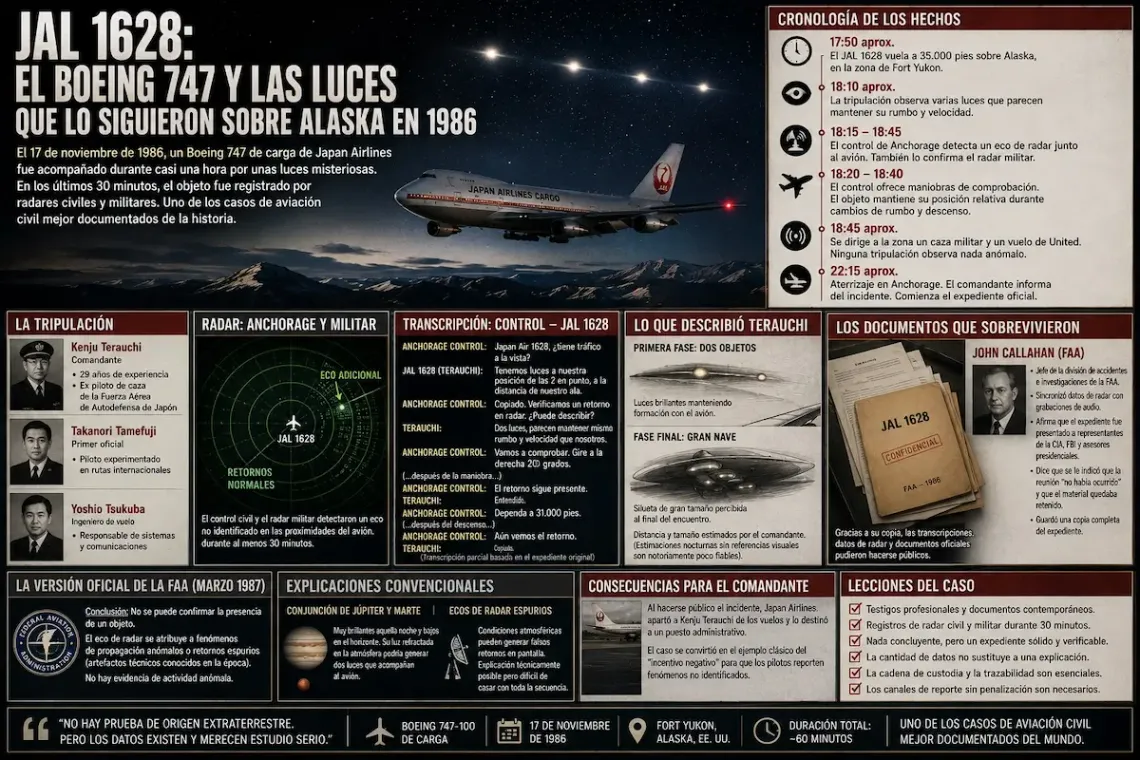 JAL 1628:
EL BOEING 747 Y LAS LUCES
QUE LO SIGUIERON SOBRE ALASKA EN 1986
El 17 de noviembre de 1986, un Boeing 747 de carga de Japan Airlines
fue acompañado durante casi una hora por unas luces misteriosas.
En los últimos 30 minutos, el objeto fue registrado por
radares civiles y militares. Uno de los casos de aviación
civil mejor documentados de la historia.
JAPAN AIRLINES CARGO
JAL
CRONOLOGÍA DE LOS HECHOS
17:50 aprox.
El JAL 1628 vuela a 35.000 pies sobre Alaska,
en la zona de Fort Yukon.
18:10 aprox.
La tripulación observa varias luces que parecen
mantener su rumbo y velocidad.
18:15 – 18:45
El control de Anchorage detecta un eco de radar junto
al avión. También lo confirma el radar militar.
18:20 – 18:40
El control ofrece maniobras de comprobación.
El objeto mantiene su posición relativa durante
cambios de rumbo y descenso.
18:45 aprox.
Se dirige a la zona un caza militar y un vuelo de United.
Ninguna tripulación observa nada anómalo.
22:15 aprox.
Aterrizaje en Anchorage. El comandante informa
del incidente. Comienza el expediente oficial.
LA TRIPULACIÓN
Kenju Terauchi
Comandante
• 29 años de experiencia
• Ex piloto de caza
de la Fuerza Aérea
de Autodefensa de Japón
Takanori Tamefuji
Primer oficial
• Piloto experimentado
en rutas internacionales
Yoshio Tsukuba
Ingeniero de vuelo
• Responsable de sistemas
y comunicaciones
RADAR: ANCHORAGE Y MILITAR
ECO ADICIONAL
JAL 1628
RETORNOS
NORMALES
El control civil y el radar militar detectaron un eco
no identificado en las proximidades del avión.
durante al menos 30 minutos.
TRANSCRIPCIÓN: CONTROL – JAL 1628
ANCHORAGE CONTROL: Japan Air 1628, ¿tiene tráfico
a la vista?
JAL 1628 (TERAUCHI): Tenemos luces a nuestra
posición de las 2 en punto, a la
distancia de nuestro ala.
ANCHORAGE CONTROL: Copiado. Verificamos un retorno
en radar. ¿Puede describir?
TERAUCHI: Dos luces, parecen mantener mismo
rumbo y velocidad que nosotros.
ANCHORAGE CONTROL: Vamos a comprobar. Gire a la
derecha 20 grados.
(...después de la maniobra...)
ANCHORAGE CONTROL: El retorno sigue presente.
TERAUCHI: Entendido.
ANCHORAGE CONTROL: Dependa a 31.000 pies.
(...después del descenso...)
ANCHORAGE CONTROL: Aún vemos el retorno.
TERAUCHI: Copiado.
(Transcripción parcial basada en el expediente original)
LO QUE DESCRIBIÓ TERAUCHI
PRIMERA FASE: DOS OBJETOS
Luces brillantes manteniendo
formación con el avión.
FASE FINAL: GRAN NAVE
Silueta de gran tamaño percibida
al final del encuentro.
Distancia y tamaño estimados por el comandante.
(Estimaciones nocturnas sin referencias visuales
son notoriamente poco fiables).
LOS DOCUMENTOS QUE SOBREVIVIERON
JAL 1628
CONFIDENCIAL
FAA – 1986
JOHN CALLAHAN (FAA)
• Jefe de la división de accidentes
e investigaciones de la FAA.
• Sincronizó datos de radar con
grabaciones de audio.
• Afirma que el expediente fue
presentado a representantes
de la CIA, FBI y asesores
presidenciales.
• Dice que se le indicó que la
reunión "no había ocurrido"
y que el material quedaba
retenido.
• Guardó una copia completa
del expediente.
Gracias a su copia, las transcripciones,
datos de radar y documentos oficiales
pudieron hacerse públicos.
LA VERSIÓN OFICIAL DE LA FAA (MARZO 1987)
FEDERAL AVIATION
ADMINISTRATION
Conclusión: No se puede confirmar la presencia
de un objeto.
El eco de radar se atribuye a fenómenos
de propagación anómalos o retornos espurios
(artefactos técnicos conocidos en la época).
No hay evidencia de actividad anómala.
EXPLICACIONES CONVENCIONALES
CONJUNCIÓN DE JÚPITER Y MARTE
Muy brillantes aquella noche y bajos
en el horizonte. Su luz refractada
en la atmósfera podría generar
dos luces que acompañan
al avión.
ECOS DE RADAR ESPURIOS
Condiciones atmosféricas
pueden generar falsos
retornos en pantalla.
Explicación técnicamente
posible pero difícil de
casar con toda la secuencia.
CONSECUENCIAS PARA EL COMANDANTE
Al hacerse público el incidente, Japan Airlines.
apartó a Kenju Terauchi de los vuelos y lo destinó
a un puesto administrativo.
El caso se convirtió en el ejemplo clásico del
"incentivo negativo" para que los pilotos reporten
fenómenos no identificados.
LECCIONES DEL CASO
Testigos profesionales y documentos contemporáneos.
Registros de radar civil y militar durante 30 minutos.
Nada concluyente, pero un expediente sólido y verificable.
La cantidad de datos no sustituye a una explicación.
La cadena de custodia y la trazabilidad son esenciales.
Los canales de reporte sin penalización son necesarios.
"NO HAY PRUEBA DE ORIGEN EXTRATERRESTRE.
PERO LOS DATOS EXISTEN Y MERECEN ESTUDIO SERIO."
BOEING 747-100
DE CARGA
17 DE NOVIEMBRE
DE 1986
FORT YUKON,
ALASKA, EE. UU.
DURACIÓN TOTAL:
~60 MINUTOS
UNO DE LOS CASOS DE AVIACIÓN CIVIL
MEJOR DOCUMENTADOS DEL MUNDO.